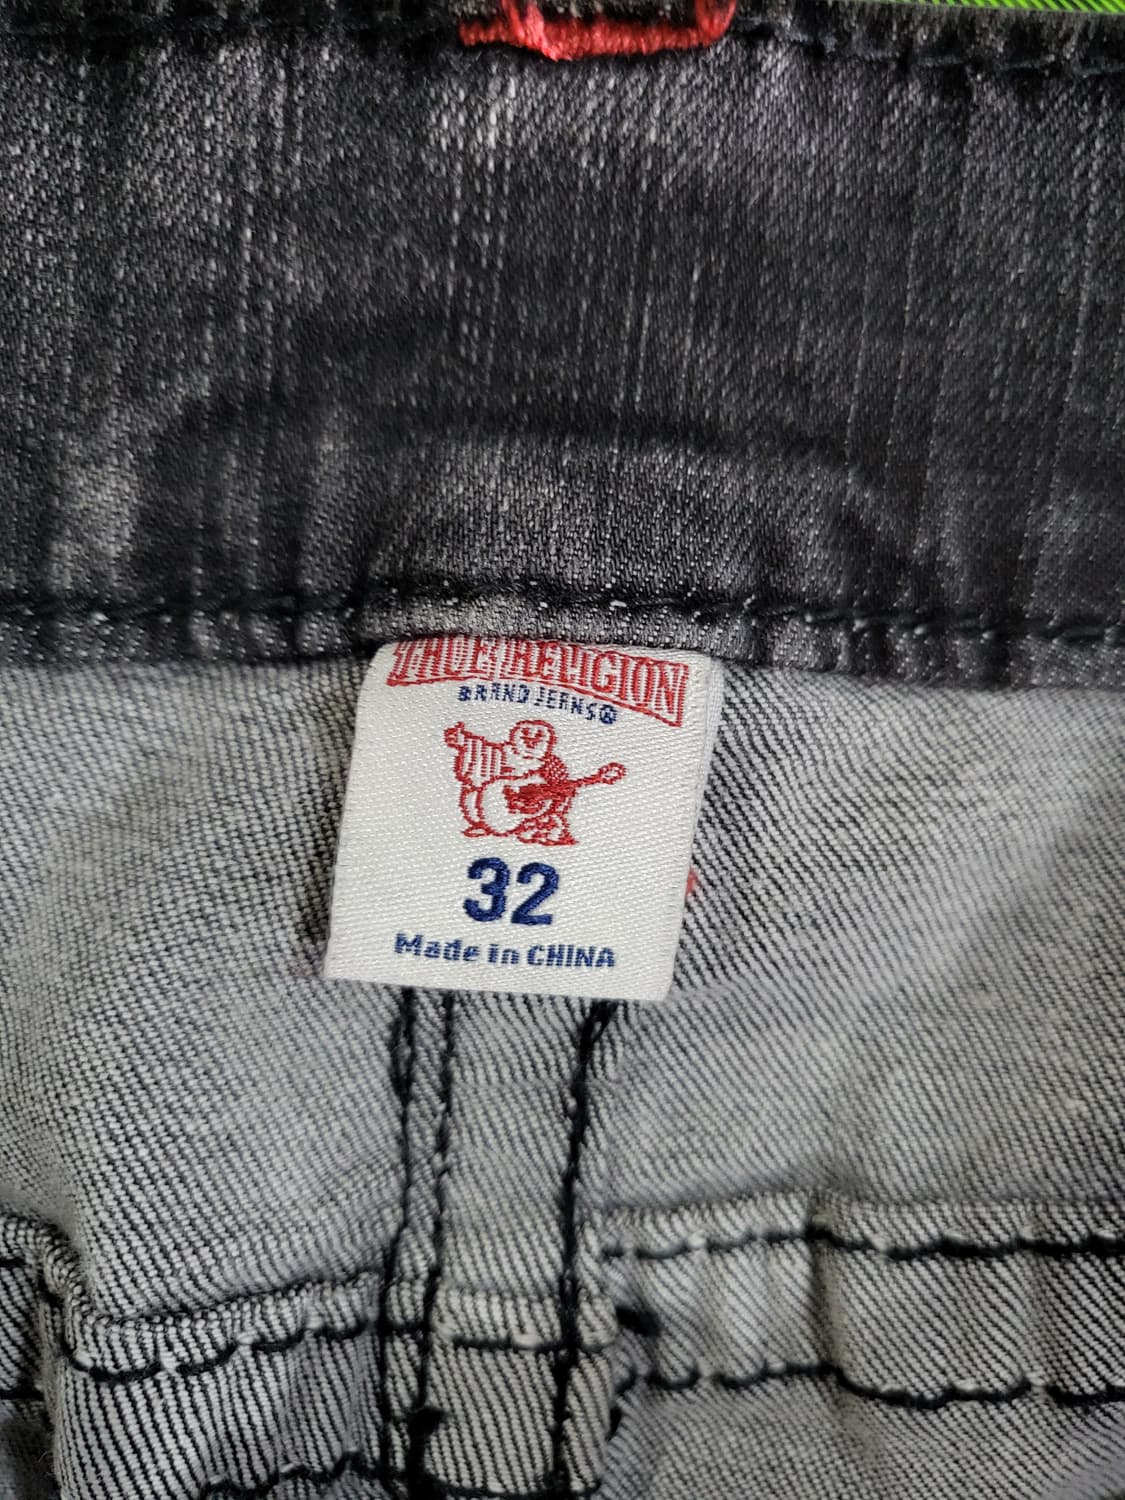 TRUE RELIGION
BRAND JEANS®
32
Made in CHINA